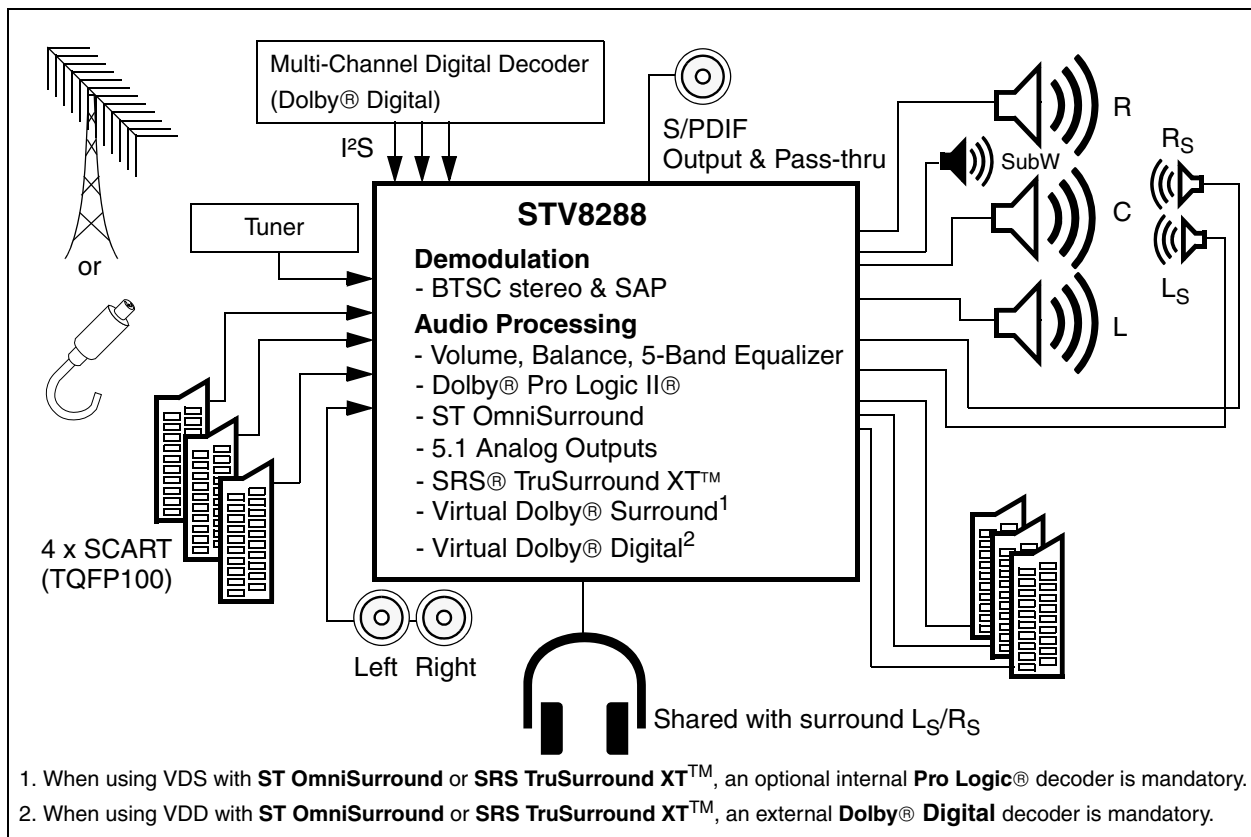 Multi-Channel Digital Decoder
(Dolby® Digital)
I²S
S/PDIF
Output & Pass-thru
R
SubW
C
L
RS
LS
or
Tuner
STV8288
Demodulation
- BTSC stereo & SAP
Audio Processing
- Volume, Balance, 5-Band Equalizer
- Dolby® Pro Logic II®
- ST OmniSurround
- 5.1 Analog Outputs
- SRS® TruSurround XT™
- Virtual Dolby® Surround1
- Virtual Dolby® Digital2
4 x SCART
(TQFP100)
Left Right
Shared with surround LS/RS
1. When using VDS with ST OmniSurround or SRS TruSurround XT™, an optional internal Pro Logic® decoder is mandatory.
2. When using VDD with ST OmniSurround or SRS TruSurround XT™, an external Dolby® Digital decoder is mandatory.